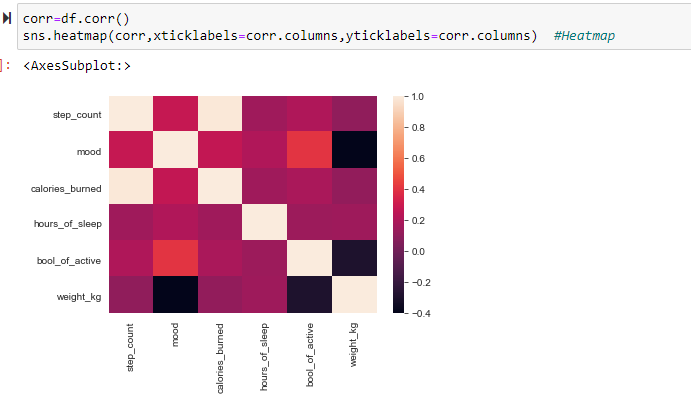 corr=df.corr()
sns.heatmap(corr,xticklabels=corr.columns,yticklabels=corr.columns)  #Heatmap
]: <AxesSubplot:>
step_count
mood
calories_burned
hours_of_sleep
bool_of_active
weight_kg
step_count
mood
calories_burned
hours_of_sleep
bool_of_active
weight_kg
1.0
0.8
0.6
0.4
0.2
0.0
−0.2
−0.4